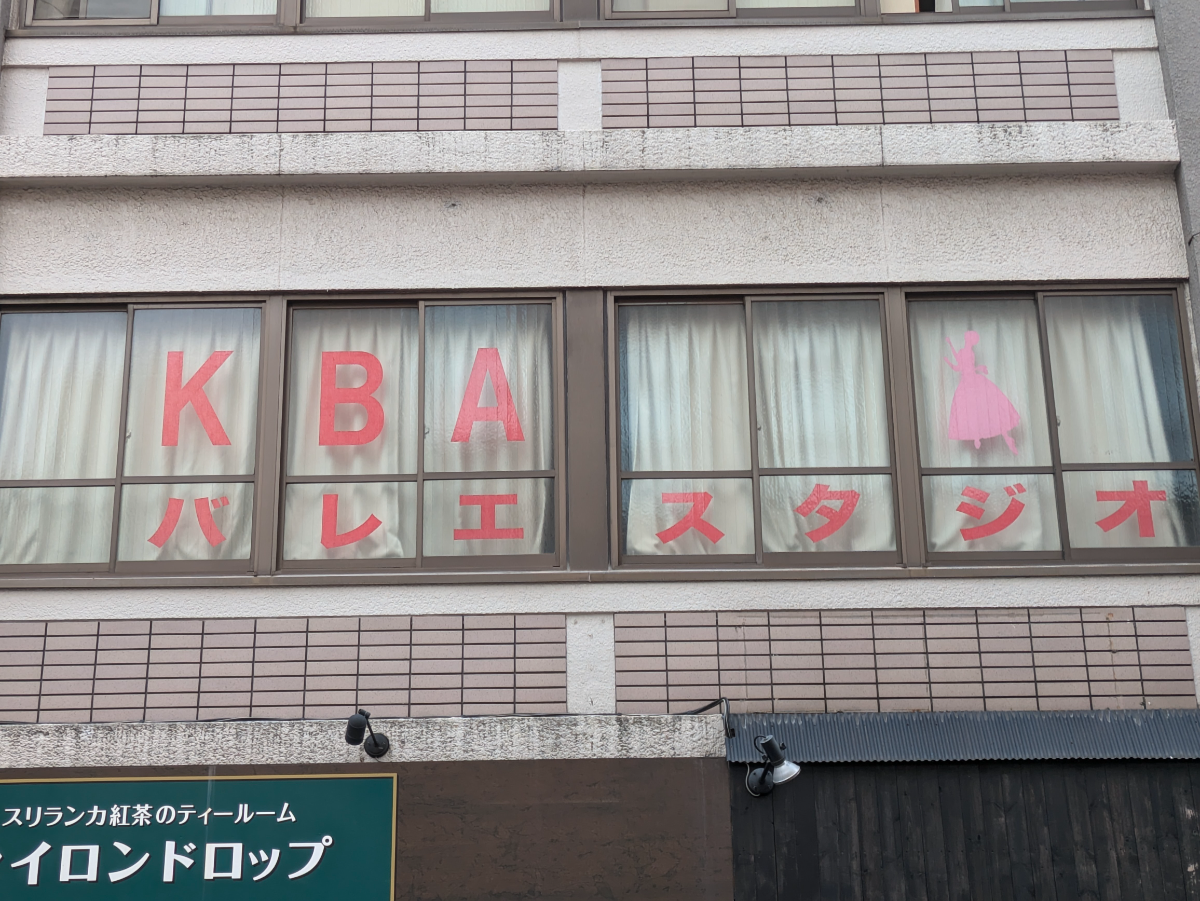 KBA
バレエスタジオ
スリランカ紅茶のティールーム
イロンドロップ